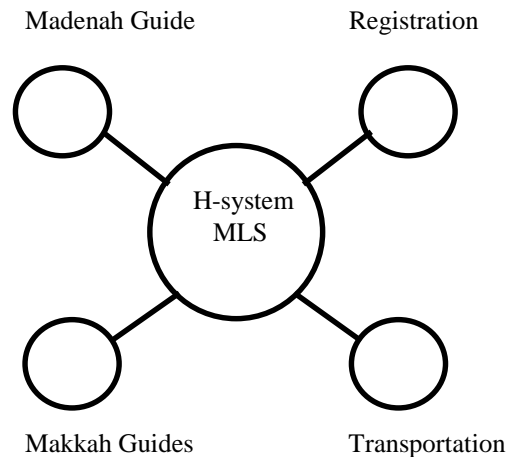 Madenah Guide
Registration
H-system
MLS
Makkah Guides
Transportation